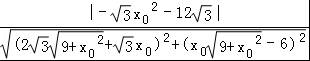 |-√3x₀²-12√3|
√((2√3√(9+x₀²)+√3x₀)²+(x₀√(9+x₀²)-6)²)